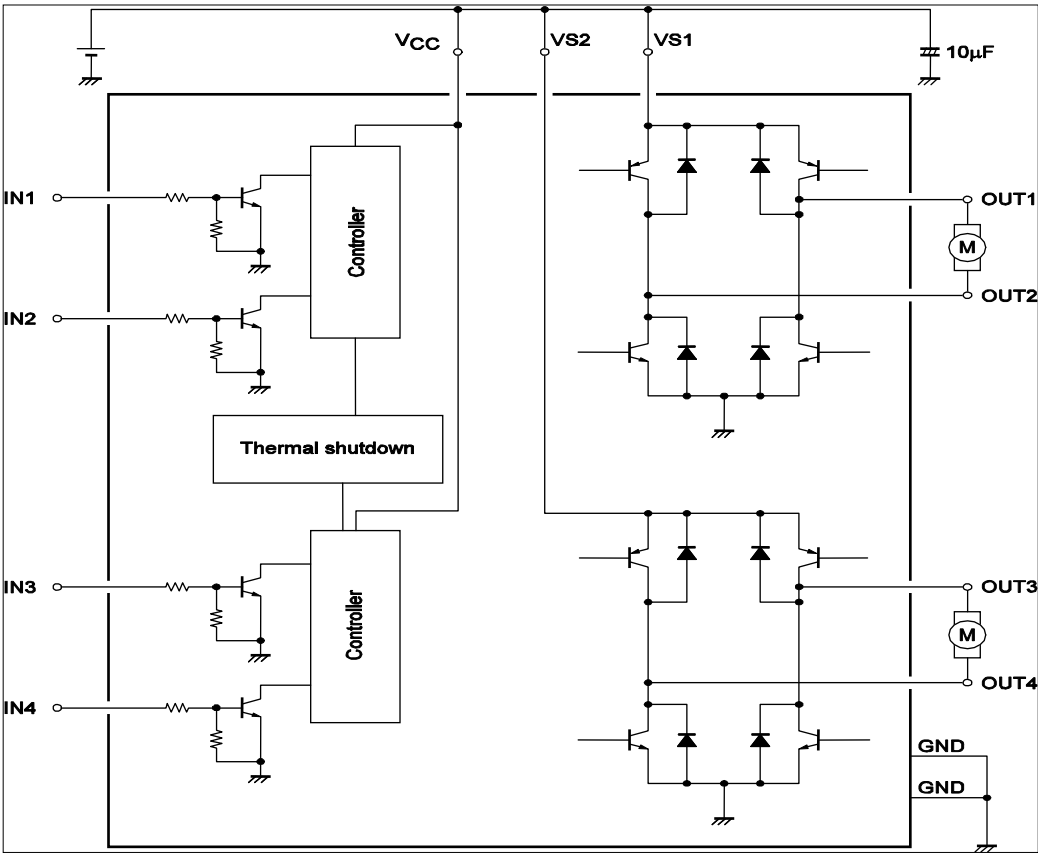 VCC
VS2
VS1
10µF
IN1
Controller
OUT1
M
OUT2
IN2
Thermal shutdown
IN3
Controller
OUT3
M
OUT4
IN4
GND
GND